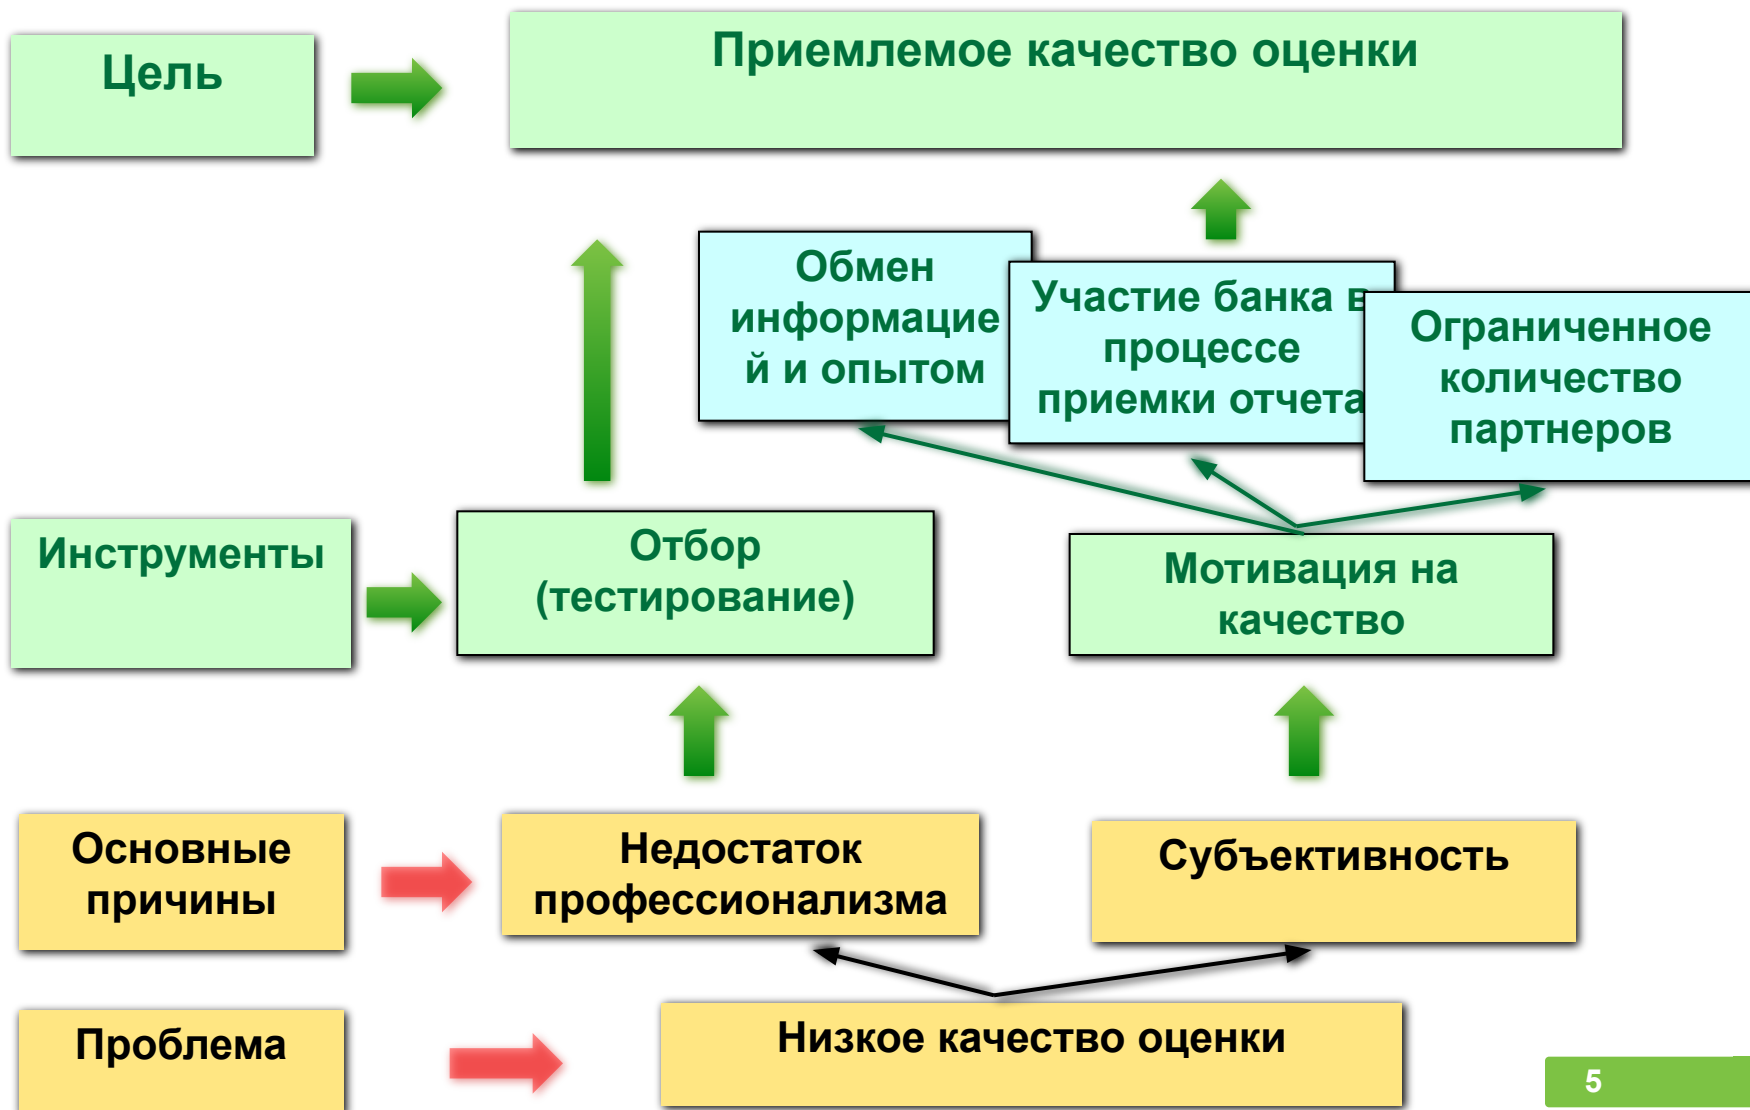 Цель
Приемлемое качество оценки
Обмен
информацие
й и опытом
Участие банка в
процессе
приемки отчета
Ограниченное
количество
партнеров
Инструменты
Отбор
(тестирование)
Мотивация на
качество
Основные
причины
Недостаток
профессионализма
Субъективность
Проблема
Низкое качество оценки
5